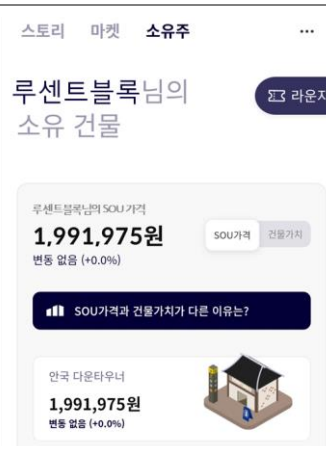 스토리 마켓 소유주
루센트블록님의
라운지
소유 건물
루센트블록님의 SOU 가격
1,991,975원
SOU가격 건물가치
변동 없음 (+0.0%)
SOU가격과 건물가치가 다른 이유는?
안국 다운타우너
1,991,975원
변동 없음 (+0.0%)